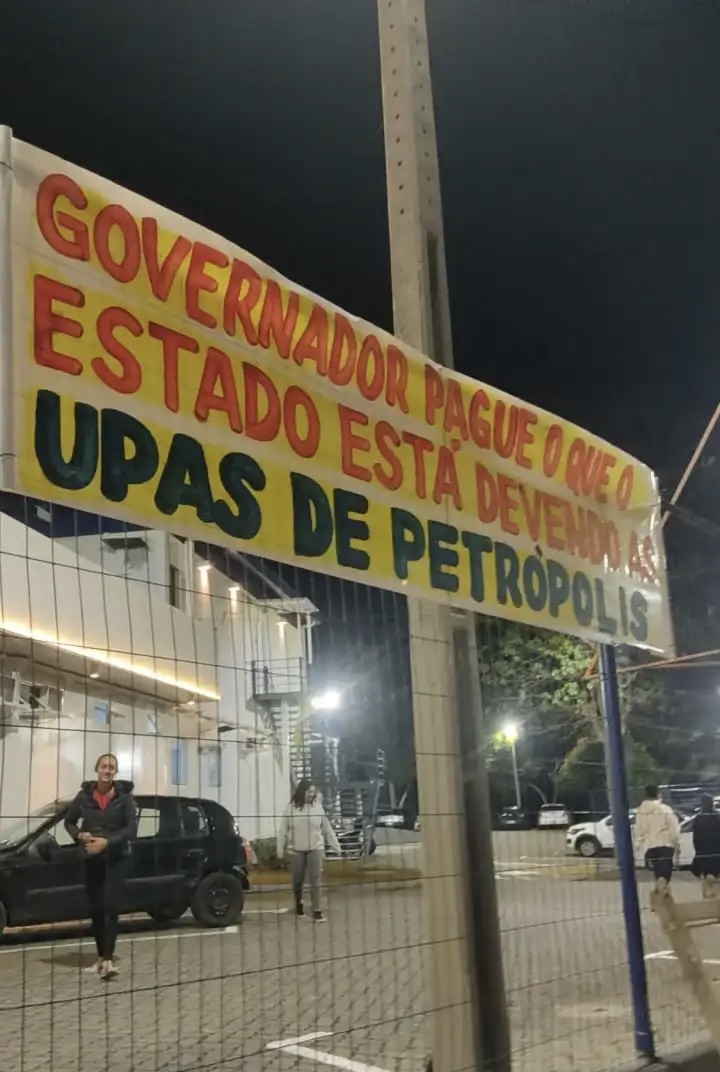 GOVERNADOR PAGUE O QUE O
ESTADO ESTÁ DEVENDO AS
UPAS DE PETRÓPOLIS